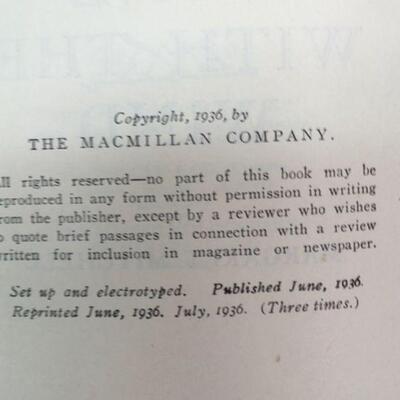 Copyright, 1936, by
THE MACMILLAN COMPANY.
All rights reserved—no part of this book may be
reproduced in any form without permission in writing
from the publisher, except by a reviewer who wishes
to quote brief passages in connection with a review
written for inclusion in magazine or newspaper.
Set up and electrotyped. Published June, 1936.
Reprinted June, 1936. July, 1936. (Three times.)